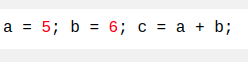 a = 5; b = 6; c = a + b;